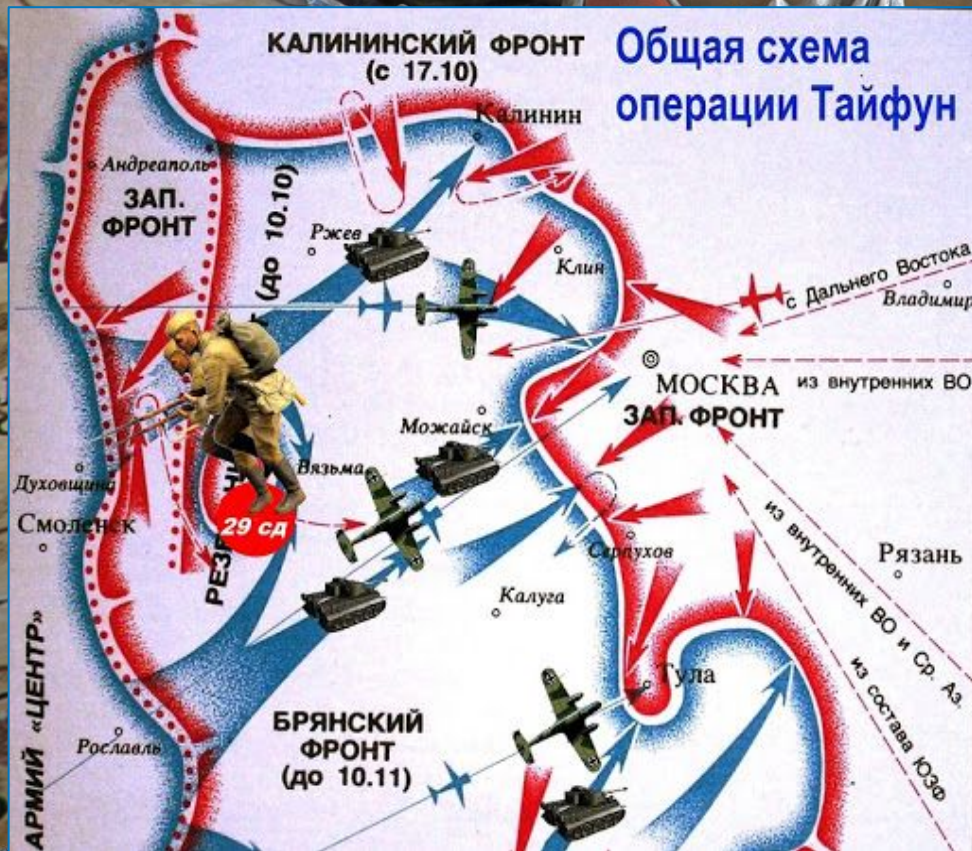 Общая схема
операции Тайфун
КАЛИНИНСКИЙ ФРОНТ
(с 17.10)
Калинин
Андреаполь
ЗАП.
ФРОНТ
(до 10.10)
Ржев
Клин
с Дальнего Востока
Владимир
МОСКВА
из внутренних ВО
ЗАП. ФРОНТ
Можайск
Вязьма
Духовщина
Смоленск
29 сд
РЕЗЕ
Серпухов
Рязань
Калуга
из внутренних ВО и Ср. Аз.
из состава ЮЗФ
Тула
БРЯНСКИЙ
ФРОНТ
(до 10.11)
Рославль
АРМИЙ «ЦЕНТР»